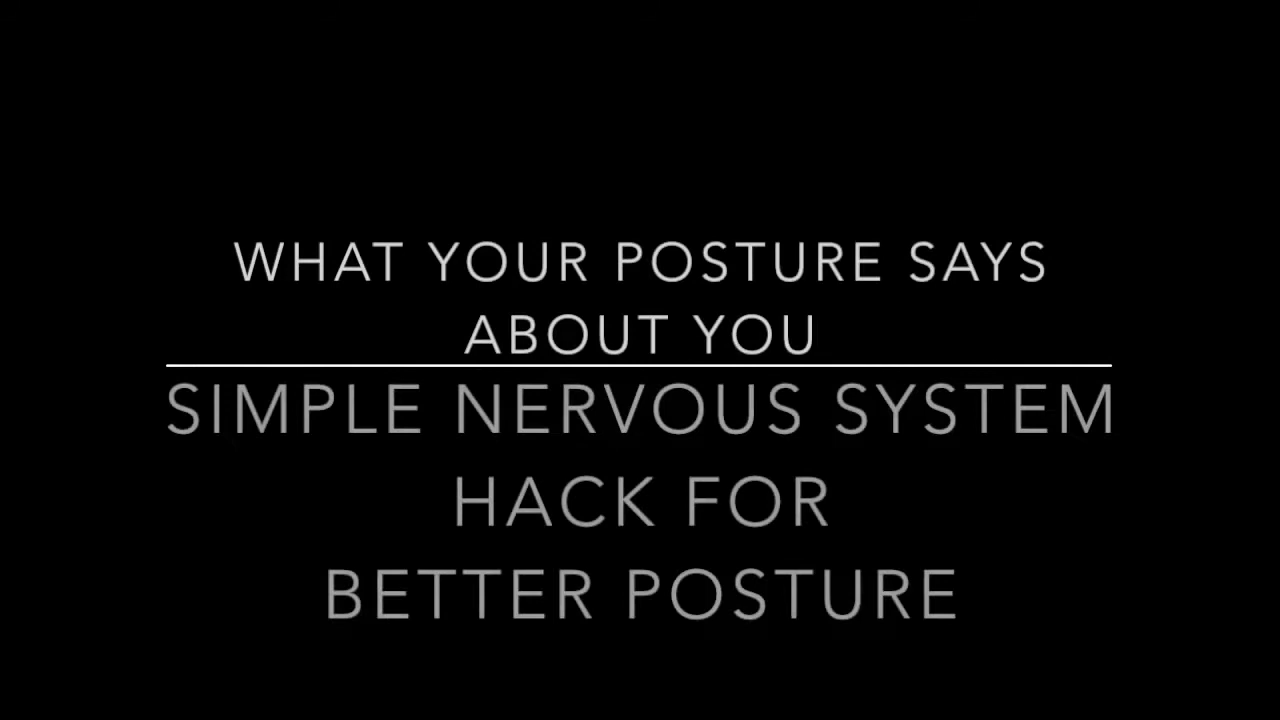 WHAT YOUR POSTURE SAYS
ABOUT YOU
SIMPLE NERVOUS SYSTEM
HACK FOR
BETTER POSTURE